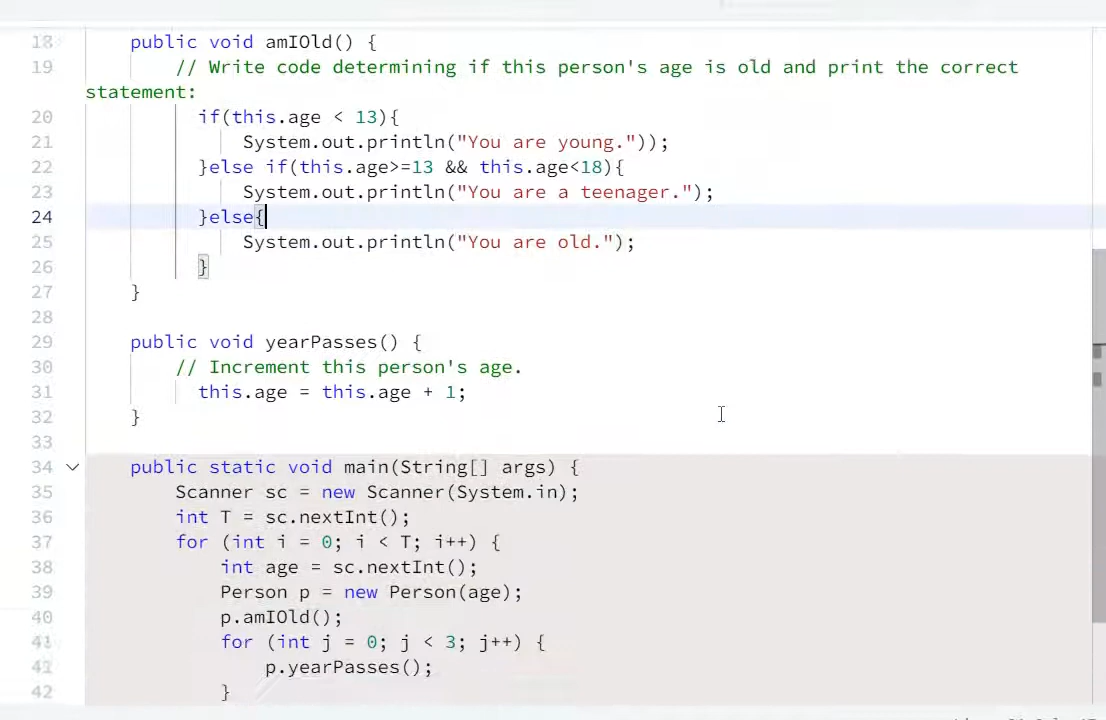 18 public void amIOld() {
19 // Write code determining if this person's age is old and print the correct
statement:
20 if(this.age < 13){
21 System.out.println("You are young."));
22 }else if(this.age>=13 && this.age<18){
23 System.out.println("You are a teenager.");
24 }else{
25 System.out.println("You are old.");
26 }
27 }
28
29 public void yearPasses() {
30 // Increment this person's age.
31 this.age = this.age + 1;
32 }
33
34 public static void main(String[] args) {
35 Scanner sc = new Scanner(System.in);
36 int T = sc.nextInt();
37 for (int i = 0; i < T; i++) {
38 int age = sc.nextInt();
39 Person p = new Person(age);
40 p.amIOld();
41 for (int j = 0; j < 3; j++) {
p.yearPasses();
42 }